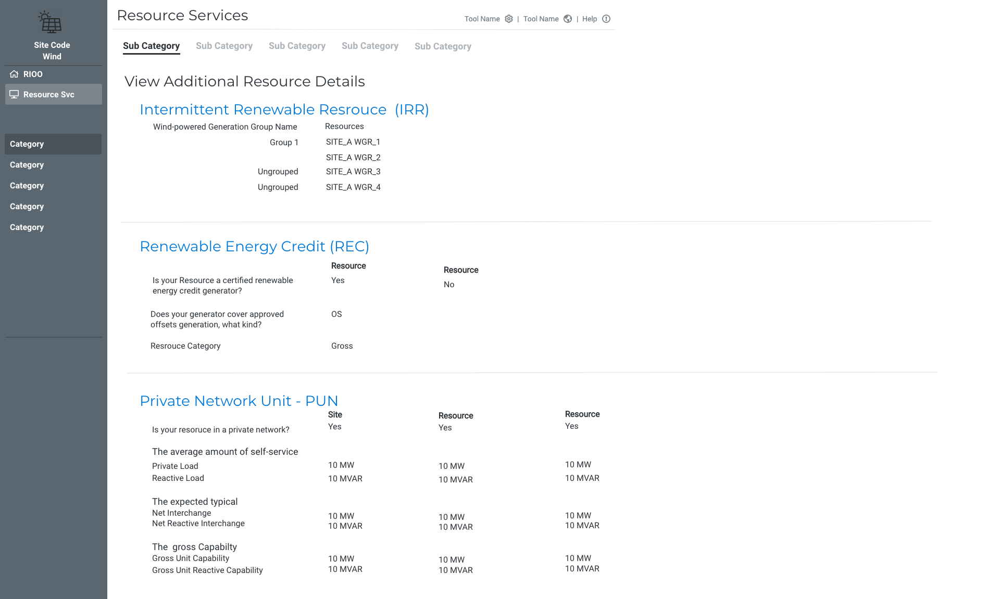 Site Code
Wind
RIOO
Resource Svc
Category
Category
Category
Category
Category
Resource Services
Tool Name | Tool Name | Help
Sub Category Sub Category Sub Category Sub Category Sub Category
View Additional Resource Details
Intermittent Renewable Resrouce (IRR)
Wind-powered Generation Group Name Resources
Group 1 SITE_A WGR_1
SITE_A WGR_2
Ungrouped SITE_A WGR_3
Ungrouped SITE_A WGR_4
Renewable Energy Credit (REC)
Resource Resource
Is your Resource a certified renewable Yes No
energy credit generator?
Does your generator cover approved OS
offsets generation, what kind?
Resrouce Category Gross
Private Network Unit - PUN
Site Resource Resource
Is your resoruce in a private network? Yes Yes Yes
The average amount of self-service
Private Load 10 MW 10 MW 10 MW
Reactive Load 10 MVAR 10 MVAR 10 MVAR
The expected typical
Net Interchange 10 MW 10 MW 10 MW
Net Reactive Interchange 10 MVAR 10 MVAR 10 MVAR
The gross Capabilty
Gross Unit Capability 10 MW 10 MW 10 MW
Gross Unit Reactive Capability 10 MVAR 10 MVAR 10 MVAR